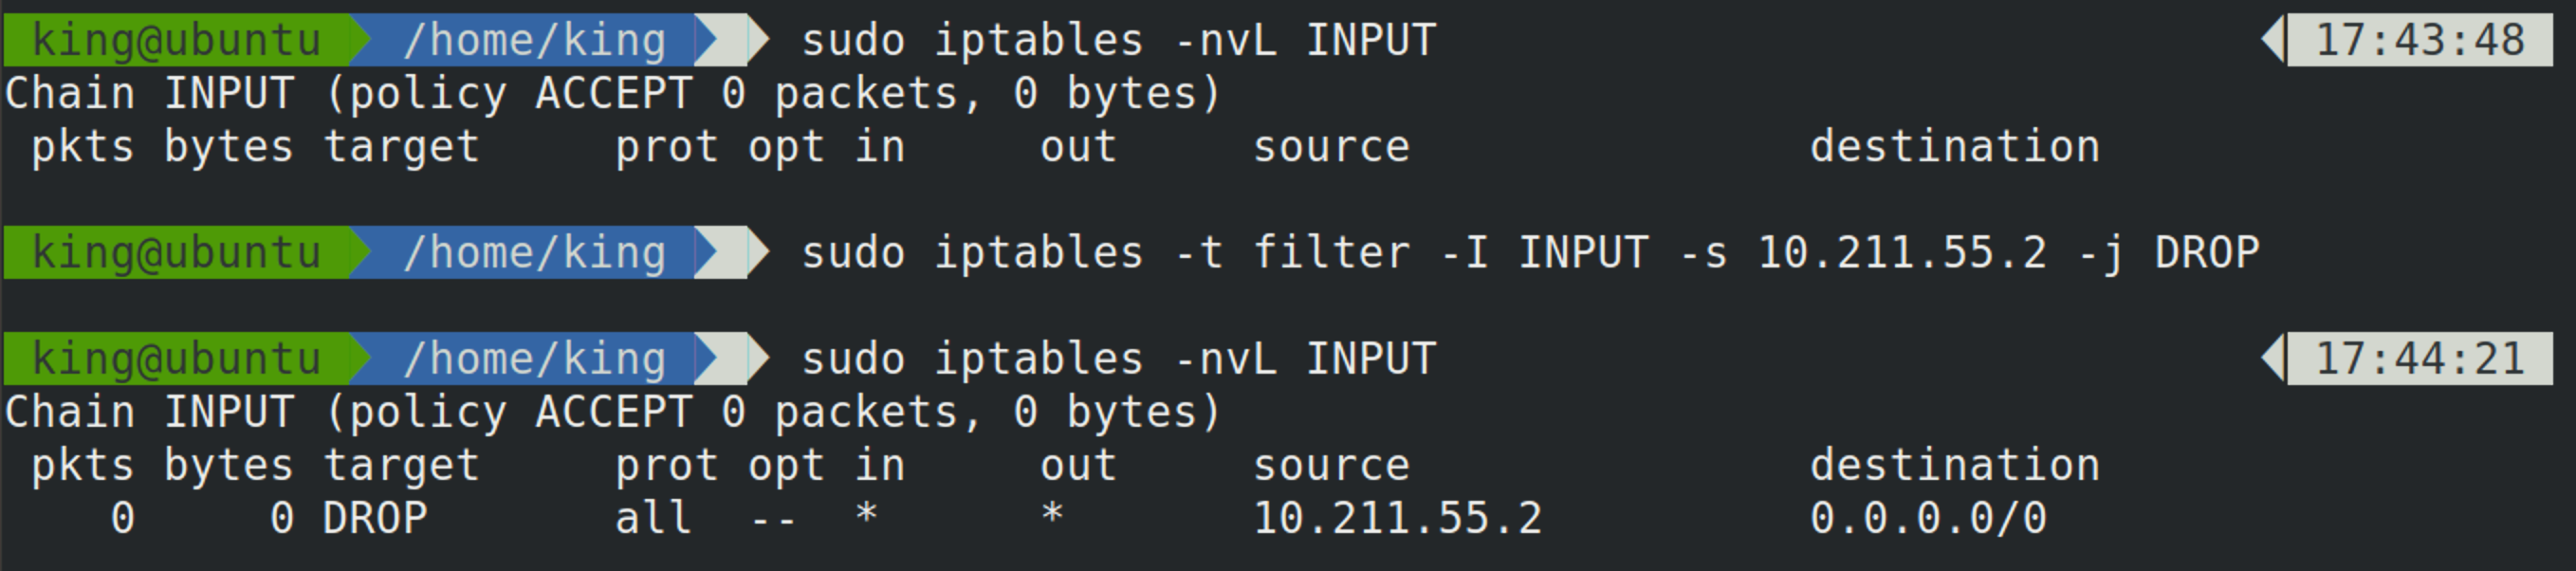 king@ubuntu /home/king sudo iptables -nvL INPUT 17:43:48
Chain INPUT (policy ACCEPT 0 packets, 0 bytes)
 pkts bytes target     prot opt in     out     source               destination
king@ubuntu /home/king sudo iptables -t filter -I INPUT -s 10.211.55.2 -j DROP
king@ubuntu /home/king sudo iptables -nvL INPUT 17:44:21
Chain INPUT (policy ACCEPT 0 packets, 0 bytes)
 pkts bytes target     prot opt in     out     source               destination
    0     0 DROP       all  --  *      *       10.211.55.2          0.0.0.0/0